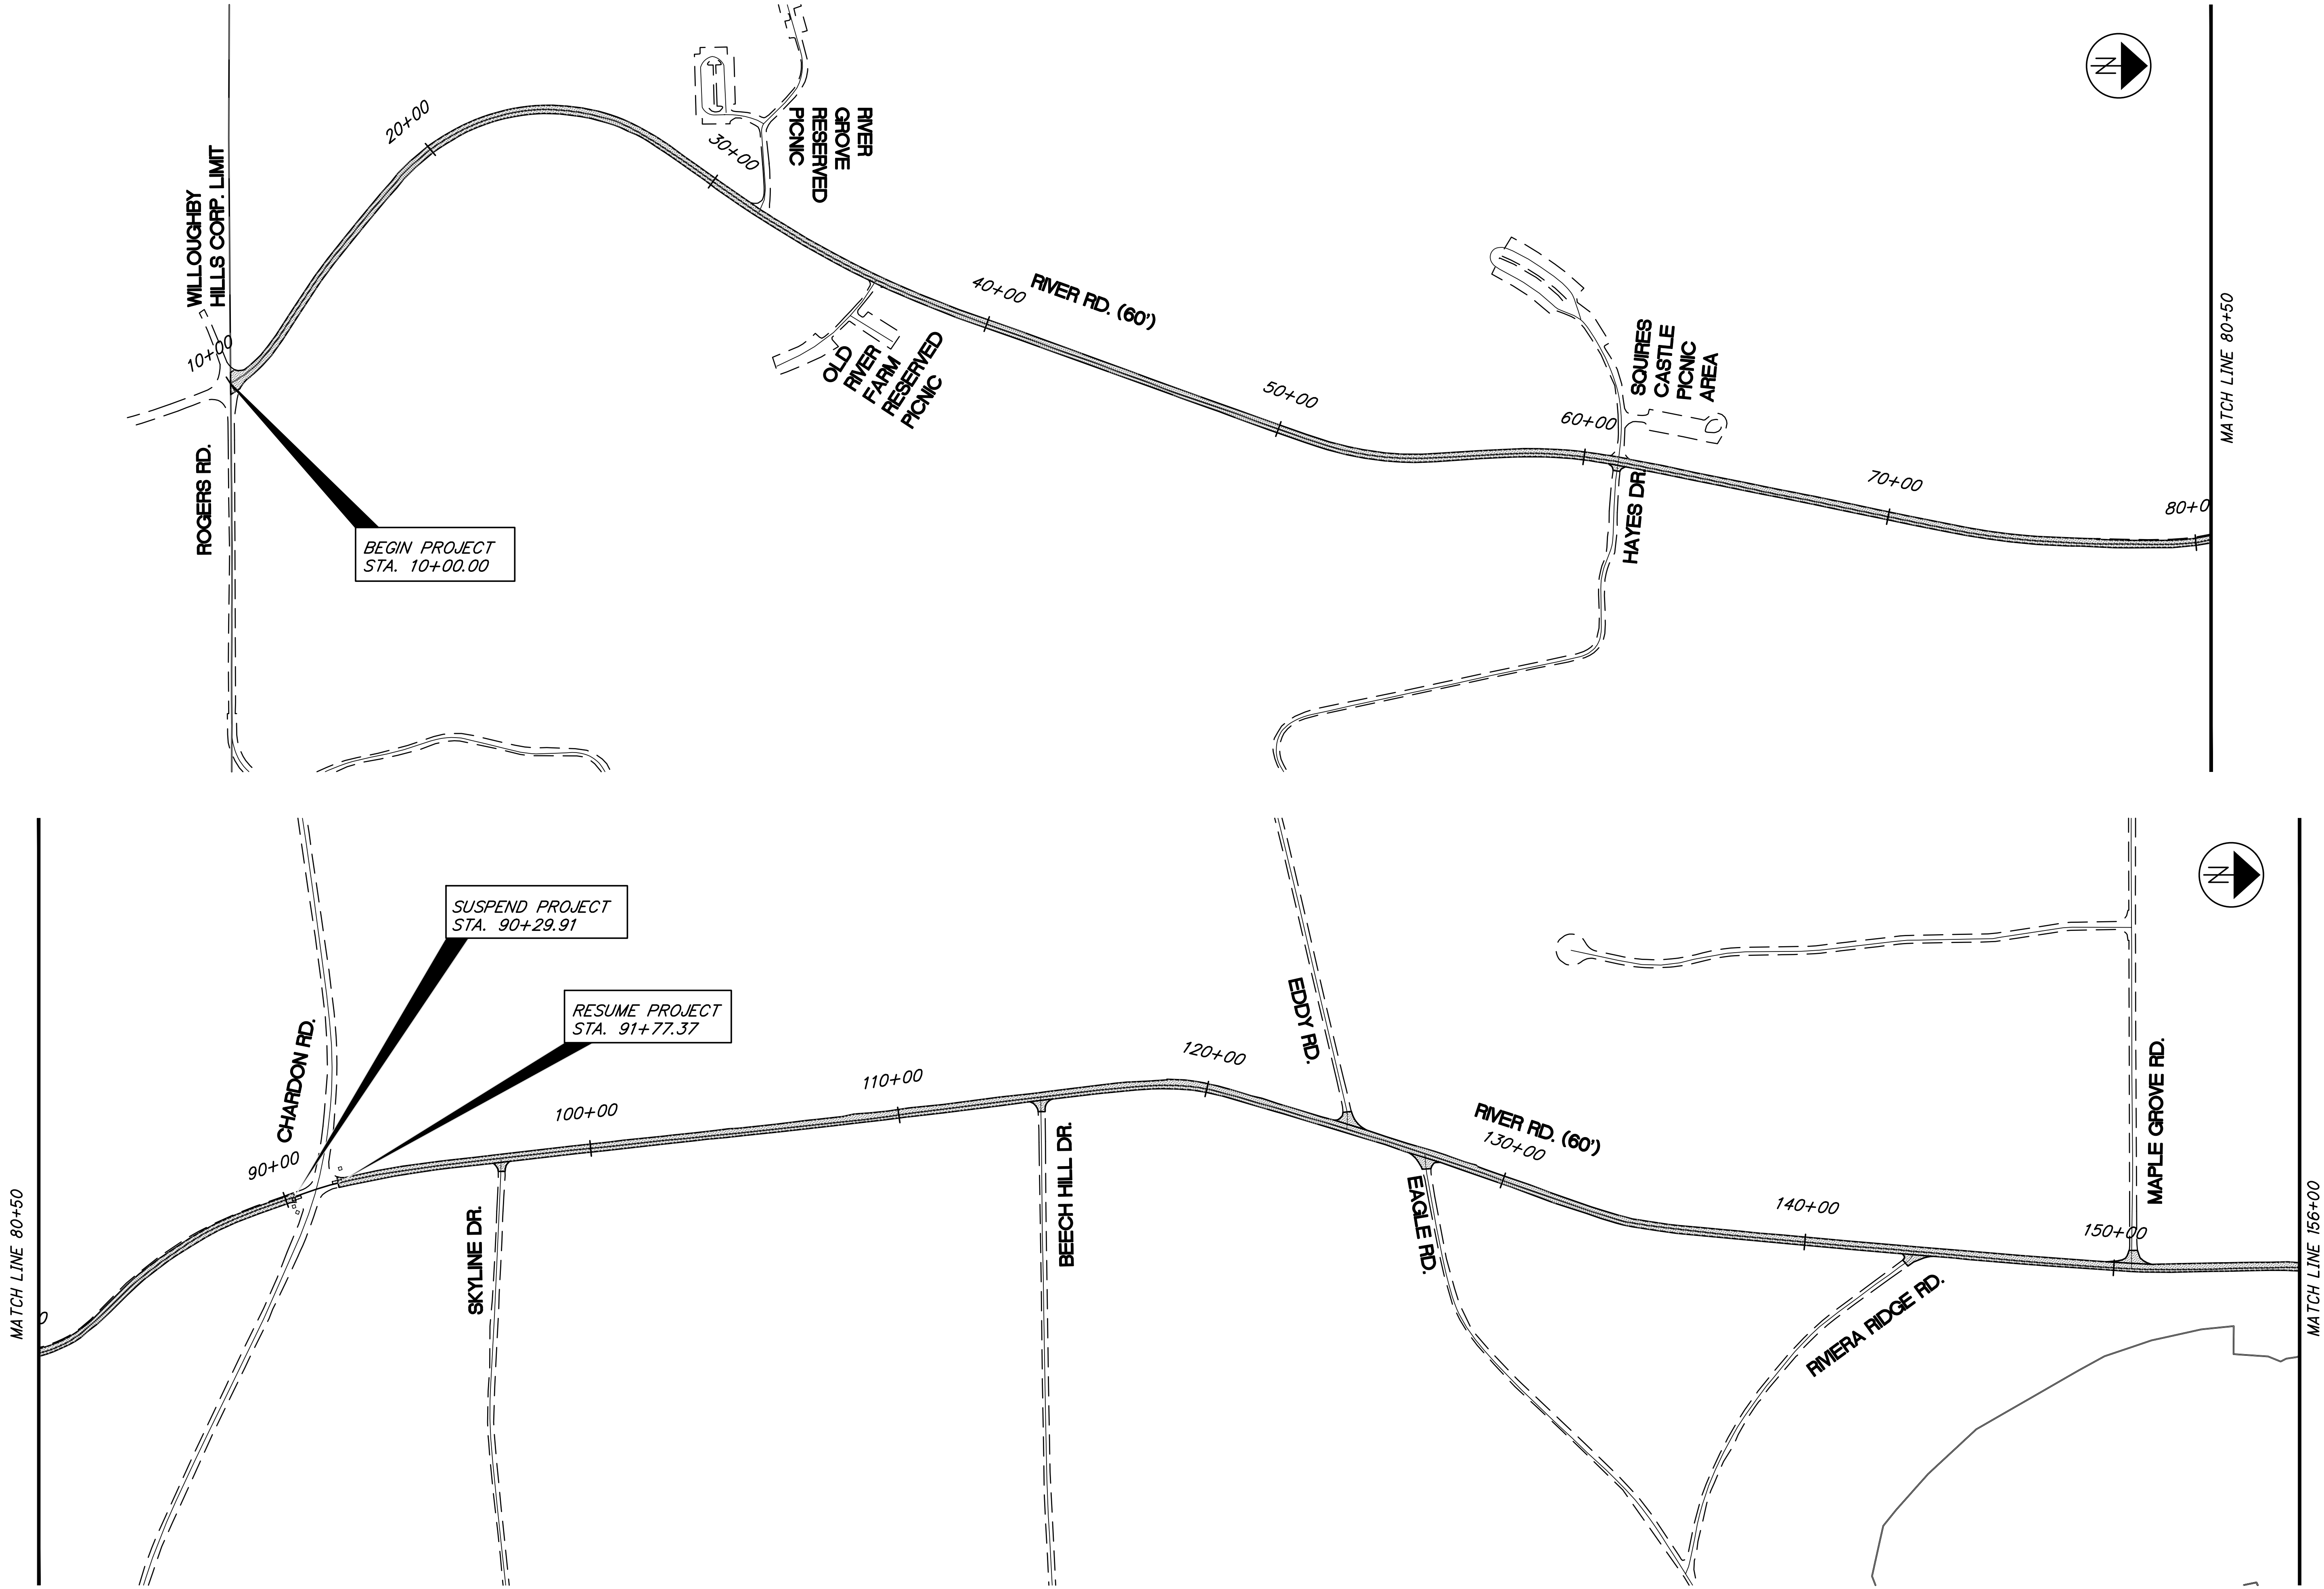 WILLOUGHBY
HILLS CORP. LIMIT
10+00
ROGERS RD.
BEGIN PROJECT
STA. 10+00.00
20+00
30+00
RIVER
GROVE
RESERVED
PICNIC
OLD
RIVER
FARM
RESERVED
PICNIC
40+00
RIVER RD. (60')
50+00
60+00
SQUIRES
CASTLE
PICNIC
AREA
HAYES DR.
70+00
80+0
N
MATCH LINE 80+50
MATCH LINE 80+50
0
90+00
CHARDON RD.
SUSPEND PROJECT
STA. 90+29.91
RESUME PROJECT
STA. 91+77.37
SKYLINE DR.
100+00
110+00
BEECH HILL DR.
120+00
EDDY RD.
EAGLE RD.
RIVER RD. (60')
130+00
140+00
RIVIERA RIDGE RD.
150+00
MAPLE GROVE RD.
N
MATCH LINE 156+00